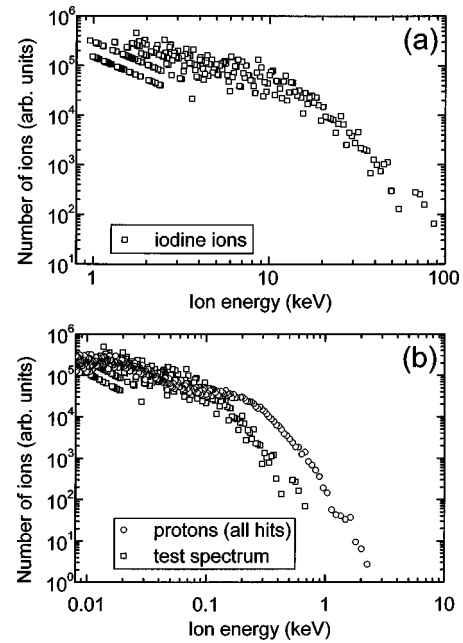 (a)
Number of ions (arb. units)
10^6
10^5
10^4
10^3
10^2
10^1
□ iodine ions
1
10
100
Ion energy (keV)
(b)
Number of ions (arb. units)
10^6
10^5
10^4
10^3
10^2
10^1
10^0
○ protons (all hits)
□ test spectrum
0.01
0.1
1
10
Ion energy (keV)